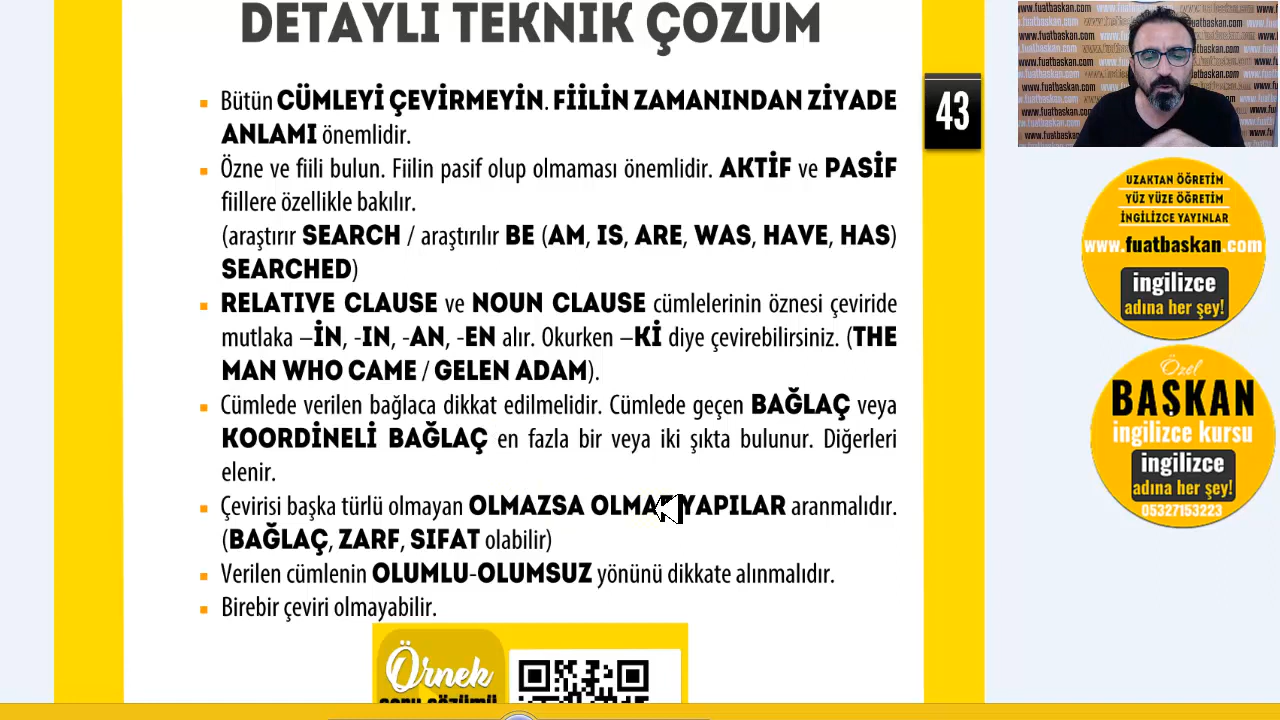 DETAYLI TEKNİK ÇÖZÜM
▪ Bütün CÜMLEYİ ÇEVİRMEYİN. FİİLİN ZAMANINDAN ZİYADE
ANLAMI önemlidir.
▪ Özne ve fiili bulun. Fiilin pasif olup olmaması önemlidir. AKTİF ve PASİF
fiillere özellikle bakılır.
(araştırır SEARCH / araştırılır BE (AM, IS, ARE, WAS, HAVE, HAS)
SEARCHED)
▪ RELATIVE CLAUSE ve NOUN CLAUSE cümlelerinin öznesi çeviride
mutlaka –İN, -IN, -AN, -EN alır. Okurken –Kİ diye çevirebilirsiniz. (THE
MAN WHO CAME / GELEN ADAM).
▪ Cümlede verilen bağlaca dikkat edilmelidir. Cümlede geçen BAĞLAÇ veya
KOORDİNELİ BAĞLAÇ en fazla bir veya iki şıkta bulunur. Diğerleri
elenir.
▪ Çevirisi başka türlü olmayan OLMAZSA OLMAZ YAPILAR aranmalıdır.
(BAĞLAÇ, ZARF, SIFAT olabilir)
▪ Verilen cümlenin OLUMLU-OLUMSUZ yönünü dikkate alınmalıdır.
▪ Birebir çeviri olmayabilir.
Örnek
soru çözümü
43
www.fuatbaskan.com
UZAKTAN ÖĞRETİM
YÜZ YÜZE ÖĞRETİM
İNGİLİZCE YAYINLAR
www.fuatbaskan.com
ingilizce
adına her şey!
Özel
BAŞKAN
ingilizce kursu
ingilizce
adına her şey!
05327153223